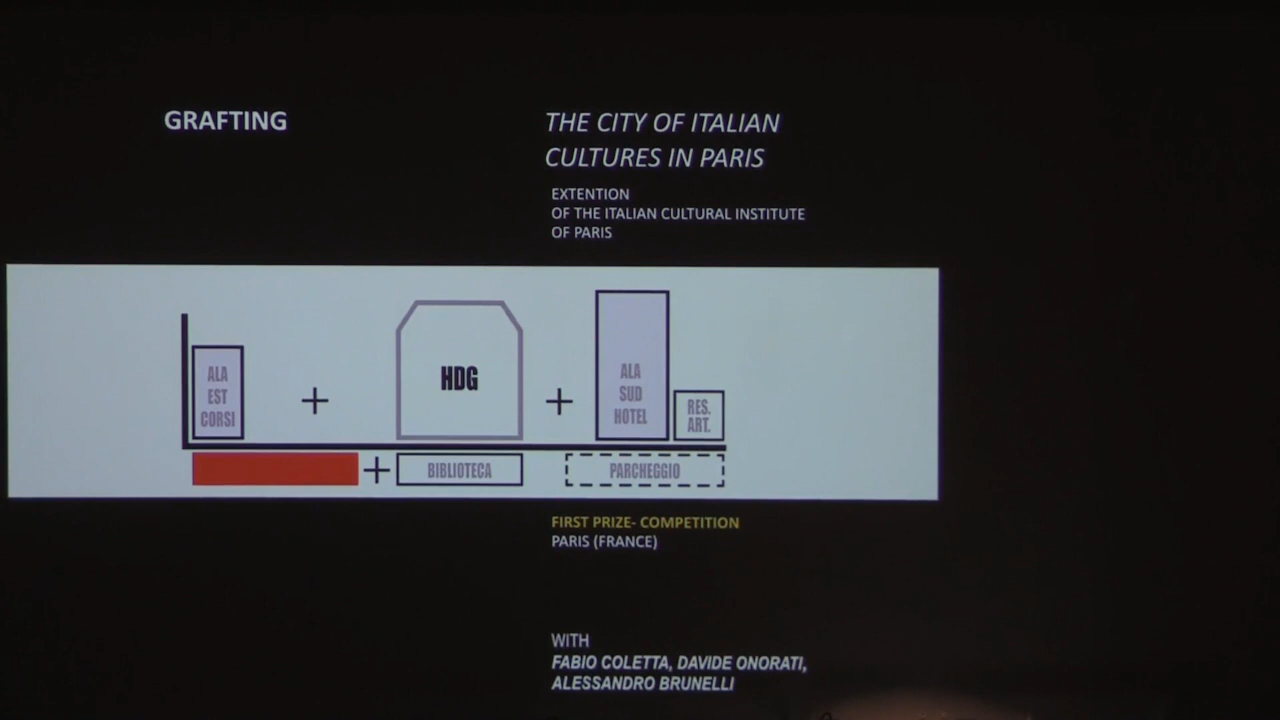 GRAFTING
THE CITY OF ITALIAN
CULTURES IN PARIS
EXTENTION
OF THE ITALIAN CULTURAL INSTITUTE
OF PARIS
ALA
EST
CORSI
+
HDG
+
ALA
SUD
HOTEL
RES.
ART.
+
BIBLIOTECA
PARCHEGGIO
FIRST PRIZE- COMPETITION
PARIS (FRANCE)
WITH
FABIO COLETTA, DAVIDE ONORATI,
ALESSANDRO BRUNELLI